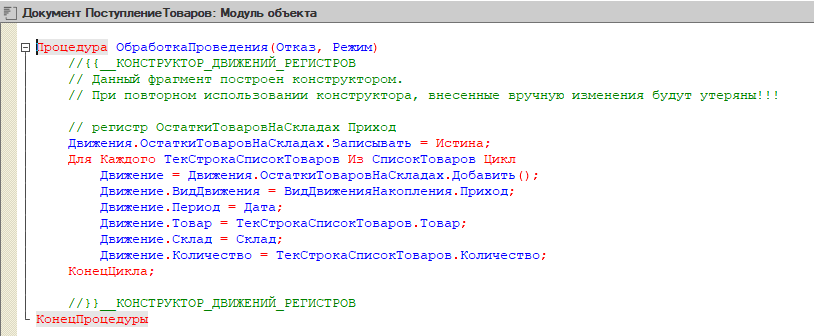 Документ ПоступлениеТоваров: Модуль объекта
Процедура ОбработкаПроведения(Отказ, Режим)
//{{__КОНСТРУКТОР_ДВИЖЕНИЙ_РЕГИСТРОВ
// Данный фрагмент построен конструктором.
// При повторном использовании конструктора, внесенные вручную изменения будут утеряны!!!
// регистр ОстаткиТоваровНаСкладах Приход
Движения.ОстаткиТоваровНаСкладах.Записывать = Истина;
Для Каждого ТекСтрокаСписокТоваров Из СписокТоваров Цикл
Движение = Движения.ОстаткиТоваровНаСкладах.Добавить();
Движение.ВидДвижения = ВидДвиженияНакопления.Приход;
Движение.Период = Дата;
Движение.Товар = ТекСтрокаСписокТоваров.Товар;
Движение.Склад = Склад;
Движение.Количество = ТекСтрокаСписокТоваров.Количество;
КонецЦикла;
//}}__КОНСТРУКТОР_ДВИЖЕНИЙ_РЕГИСТРОВ
КонецПроцедуры